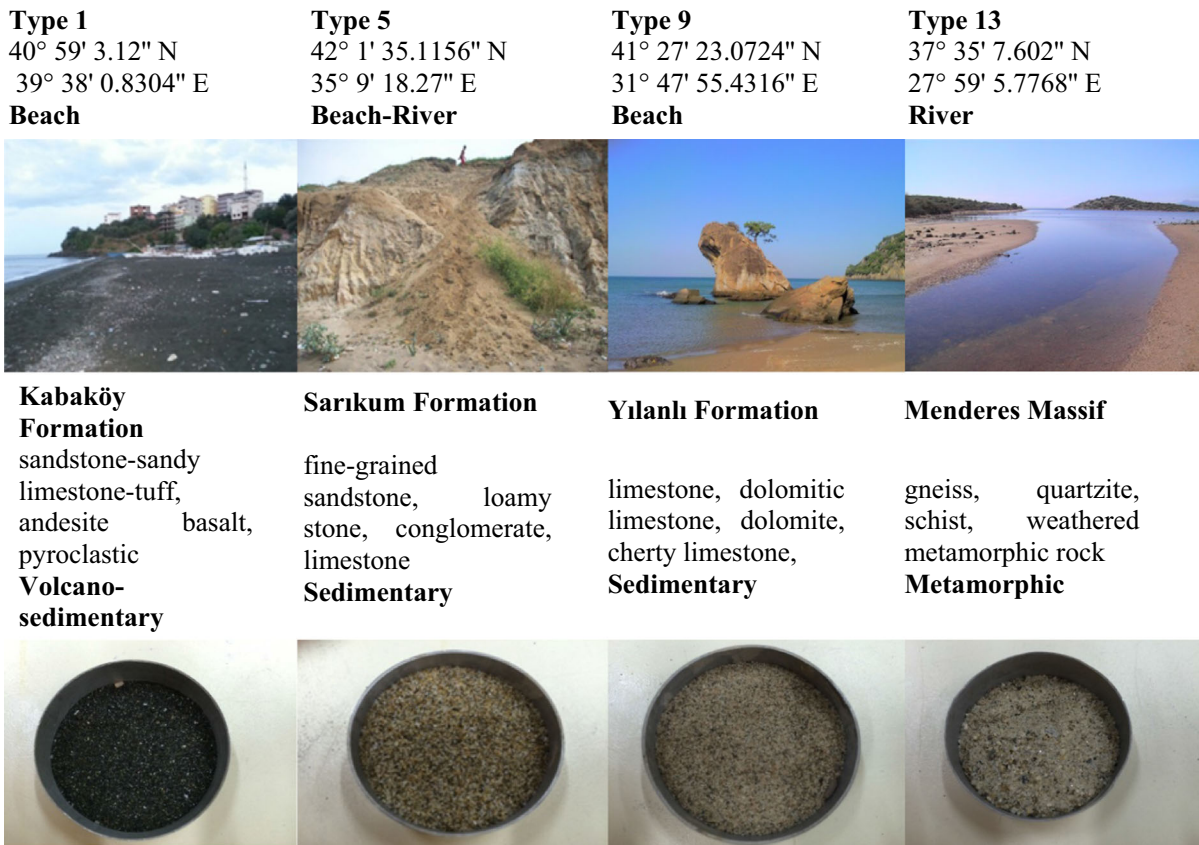 Type 1
40° 59' 3.12" N
39° 38' 0.8304" E
Beach
Type 5
42° 1' 35.1156" N
35° 9' 18.27" E
Beach-River
Type 9
41° 27' 23.0724" N
31° 47' 55.4316" E
Beach
Type 13
37° 35' 7.602" N
27° 59' 5.7768" E
River
Kabaköy
Formation
sandstone-sandy
limestone-tuff,
andesite basalt,
pyroclastic
Volcano-
sedimentary
Sarıkum Formation
fine-grained
sandstone, loamy
stone, conglomerate,
limestone
Sedimentary
Yılanlı Formation
limestone, dolomitic
limestone, dolomite,
cherty limestone,
Sedimentary
Menderes Massif
gneiss, quartzite,
schist, weathered
metamorphic rock
Metamorphic